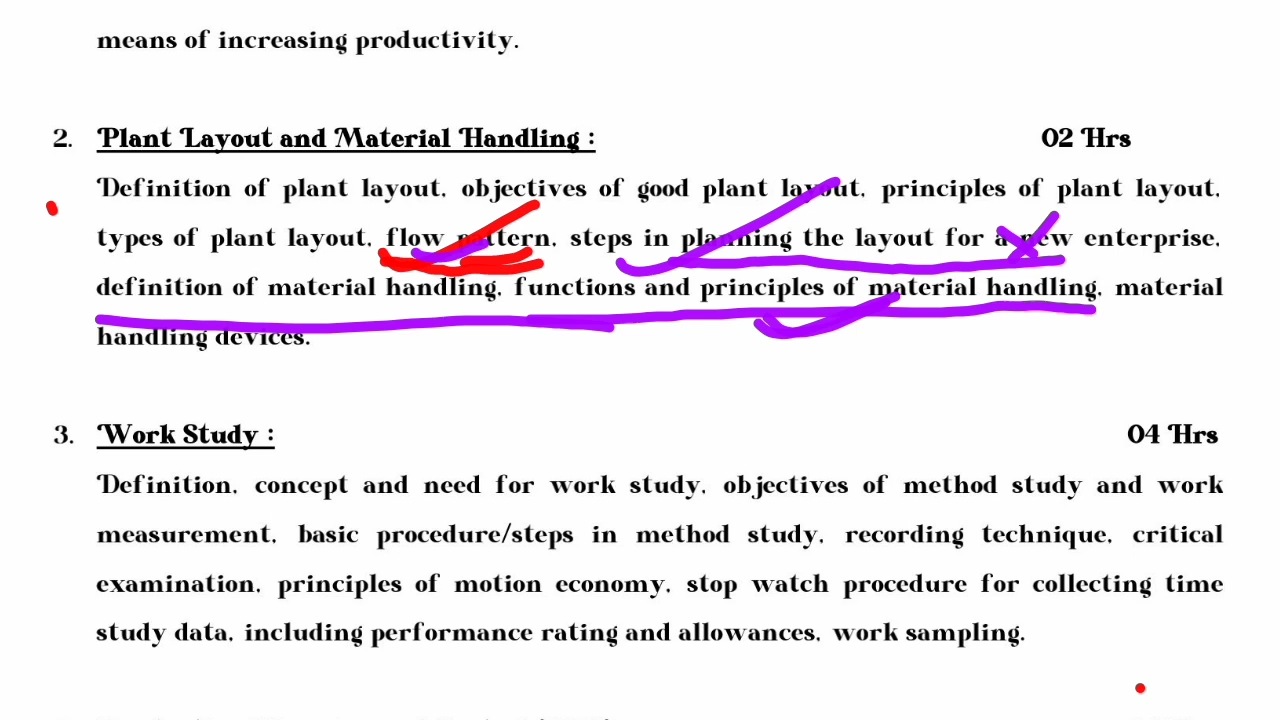 means of increasing productivity.
2. Plant Layout and Material Handling : 02 Hrs
Definition of plant layout, objectives of good plant layout, principles of plant layout,
types of plant layout, flow pattern, steps in planning the layout for a new enterprise,
definition of material handling, functions and principles of material handling, material
handling devices.
3. Work Study : 04 Hrs
Definition, concept and need for work study, objectives of method study and work
measurement, basic procedure/steps in method study, recording technique, critical
examination, principles of motion economy, stop watch procedure for collecting time
study data, including performance rating and allowances, work sampling.